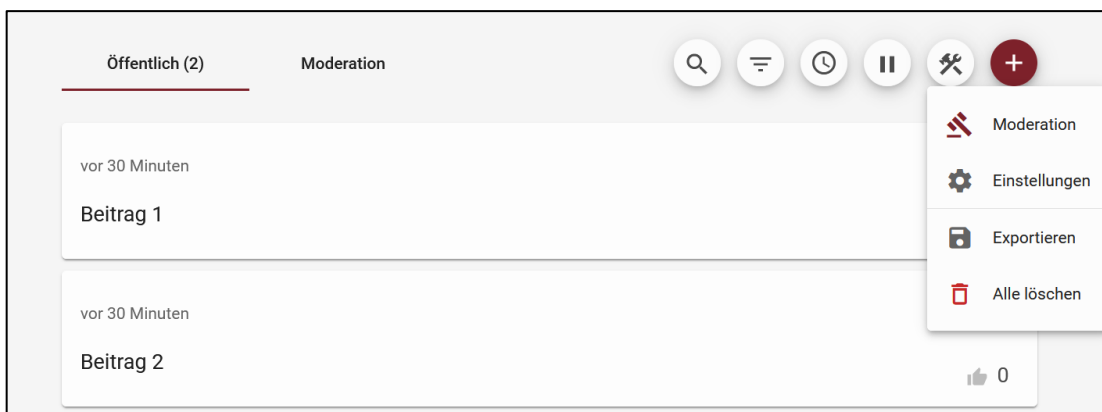 Öffentlich (2)
Moderation
Moderation
Einstellungen
Exportieren
Alle löschen
vor 30 Minuten
Beitrag 1
vor 30 Minuten
Beitrag 2
0